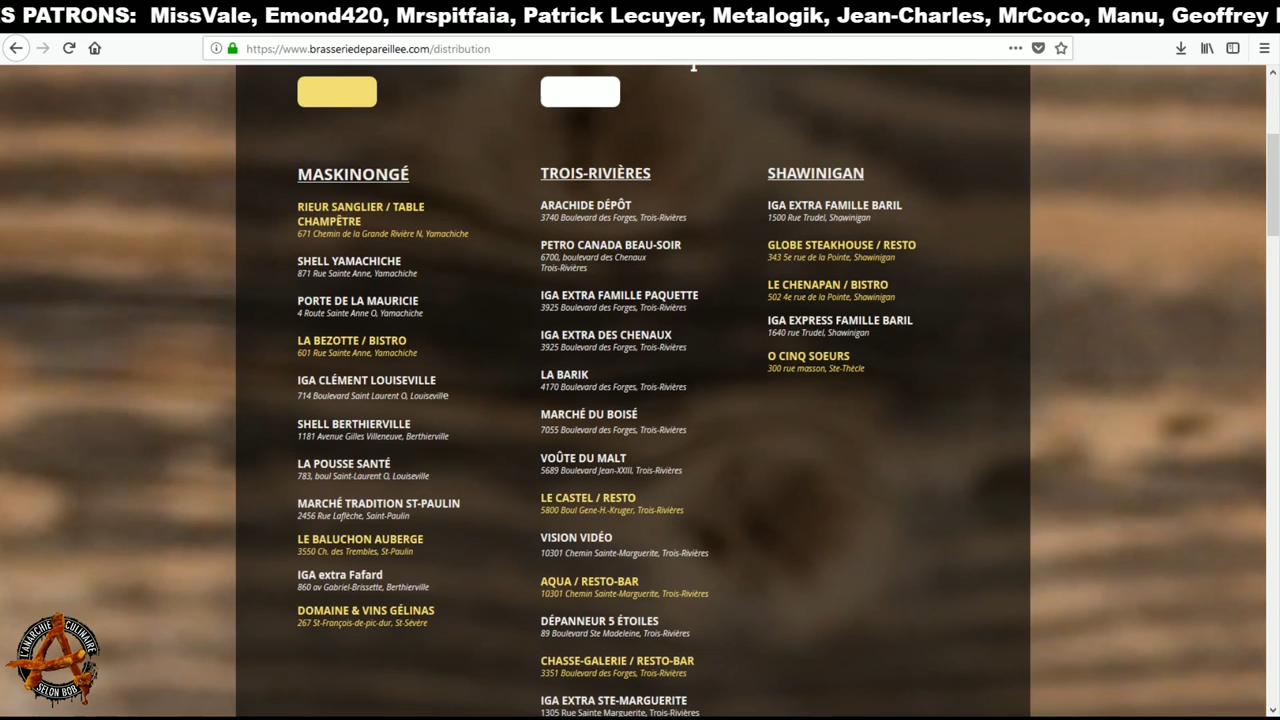 S PATRONS: MissVale, Emond420, Mrspitfaia, Patrick Lecuyer, Metalogik, Jean-Charles, MrCoco, Manu, Geoffrey
https://www.brasseriedepareillee.com/distribution
MASKINONGÉ
RIEUR SANGLIER / TABLE
CHAMPÊTRE
671 Chemin de la Grande Rivière N, Yamachiche
SHELL YAMACHICHE
871 Rue Sainte Anne, Yamachiche
PORTE DE LA MAURICIE
4 Route Sainte Anne O, Yamachiche
LA BEZOTTE / BISTRO
601 Rue Sainte Anne, Yamachiche
IGA CLÉMENT LOUISEVILLE
714 Boulevard Saint Laurent O, Louiseville
SHELL BERTHIERVILLE
1181 Avenue Gilles Villeneuve, Berthierville
LA POUSSE SANTÉ
783, boul Saint-Laurent O, Louiseville
MARCHÉ TRADITION ST-PAULIN
2456 Rue Laflèche, Saint-Paulin
LE BALUCHON AUBERGE
3550 Ch. des Trembles, St-Paulin
IGA extra Fafard
860 av Gabriel-Brissette, Berthierville
DOMAINE & VINS GÉLINAS
267 St-François-de-pic-dur, St-Sévère
TROIS-RIVIÈRES
ARACHIDE DÉPÔT
3740 Boulevard des Forges, Trois-Rivières
PETRO CANADA BEAU-SOIR
6700, boulevard des Chenaux
Trois-Rivières
IGA EXTRA FAMILLE PAQUETTE
3925 Boulevard des Forges, Trois-Rivières
IGA EXTRA DES CHENAUX
3925 Boulevard des Forges, Trois-Rivières
LA BARIK
4170 Boulevard des Forges, Trois-Rivières
MARCHÉ DU BOISÉ
7055 Boulevard des Forges, Trois-Rivières
VOÛTE DU MALT
5689 Boulevard Jean-XXIII, Trois-Rivières
LE CASTEL / RESTO
5800 Boul Gene-H.-Kruger, Trois-Rivières
VISION VIDÉO
10301 Chemin Sainte-Marguerite, Trois-Rivières
AQUA / RESTO-BAR
10301 Chemin Sainte-Marguerite, Trois-Rivières
DÉPANNEUR 5 ÉTOILES
89 Boulevard Ste Madeleine, Trois-Rivières
CHASSE-GALERIE / RESTO-BAR
3351 Boulevard des Forges, Trois-Rivières
IGA EXTRA STE-MARGUERITE
1305 Rue Sainte Marguerite, Trois-Rivières
SHAWINIGAN
IGA EXTRA FAMILLE BARIL
1500 Rue Trudel, Shawinigan
GLOBE STEAKHOUSE / RESTO
343 5e rue de la Pointe, Shawinigan
LE CHENAPAN / BISTRO
502 4e rue de la Pointe, Shawinigan
IGA EXPRESS FAMILLE BARIL
1640 rue Trudel, Shawinigan
O CINQ SOEURS
300 rue masson, Ste-Thècle
L'ANARCHIE CULINAIRE
SELON BOB